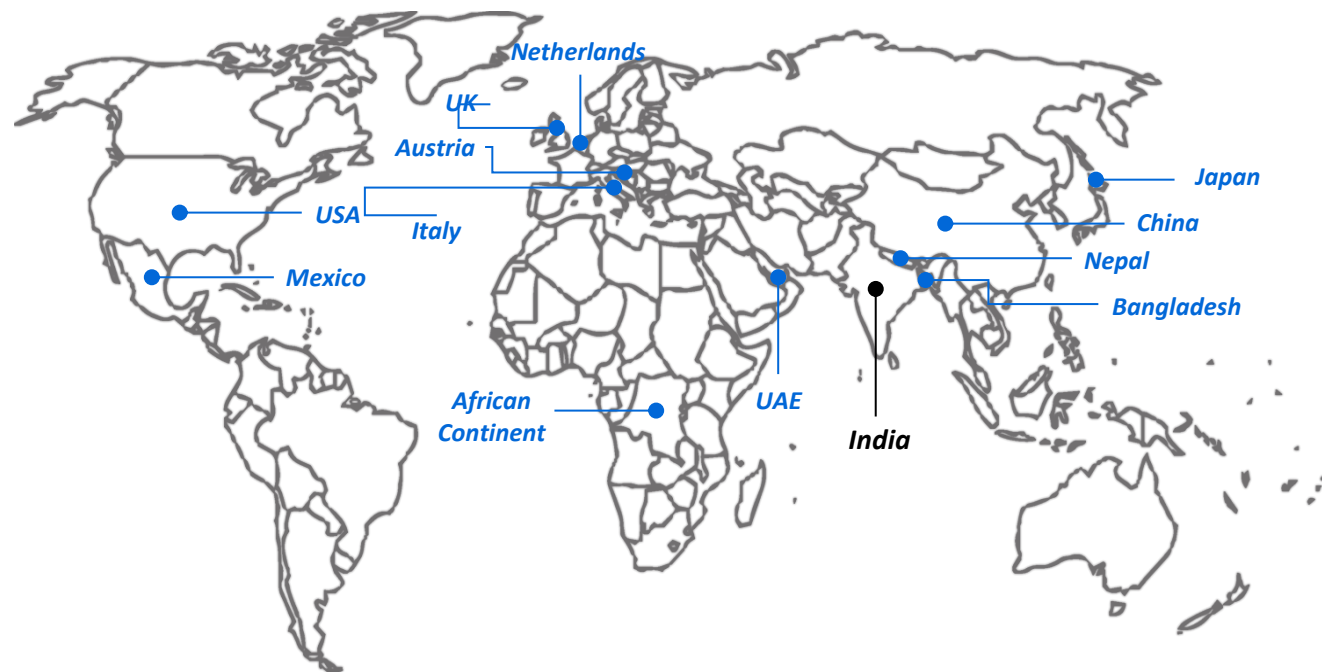 Netherlands
UK
Austria
Japan
USA
China
Italy
Nepal
Mexico
Bangladesh
African
Continent
UAE
India